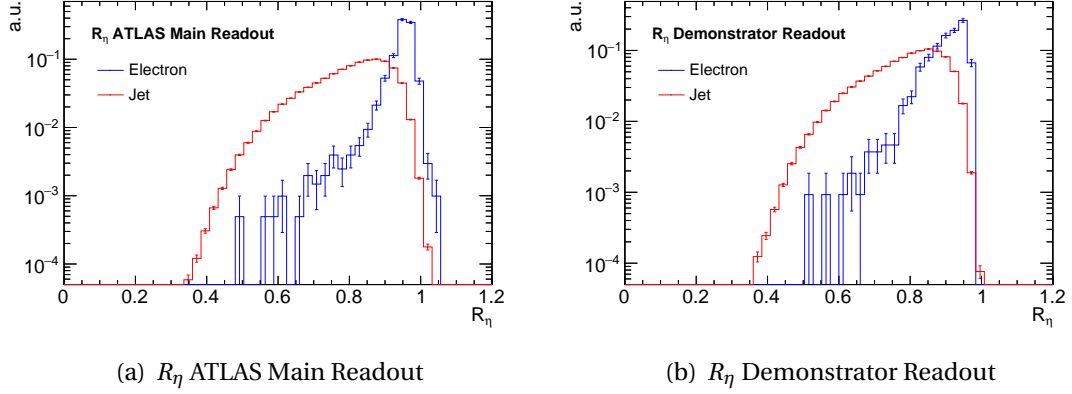 a.u.
R_η ATLAS Main Readout
Electron
Jet
10⁻¹
10⁻²
10⁻³
10⁻⁴
0 0.2 0.4 0.6 0.8 1 1.2
R_η
(a) R_η ATLAS Main Readout
a.u.
R_η Demonstrator Readout
Electron
Jet
10⁻¹
10⁻²
10⁻³
10⁻⁴
0 0.2 0.4 0.6 0.8 1 1.2
R_η
(b) R_η Demonstrator Readout